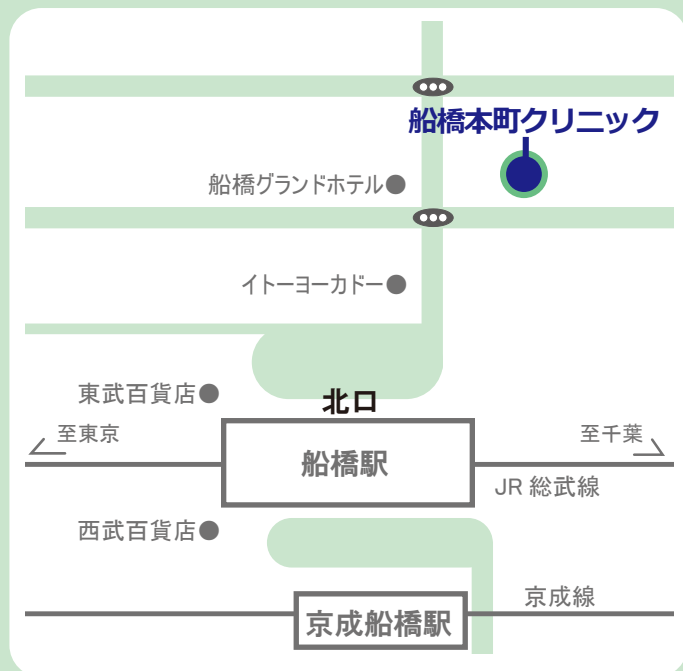 船橋本町クリニック
船橋グランドホテル
イトーヨーカドー
東武百貨店
北口
至東京
至千葉
船橋駅
JR 総武線
西武百貨店
京成線
京成船橋駅